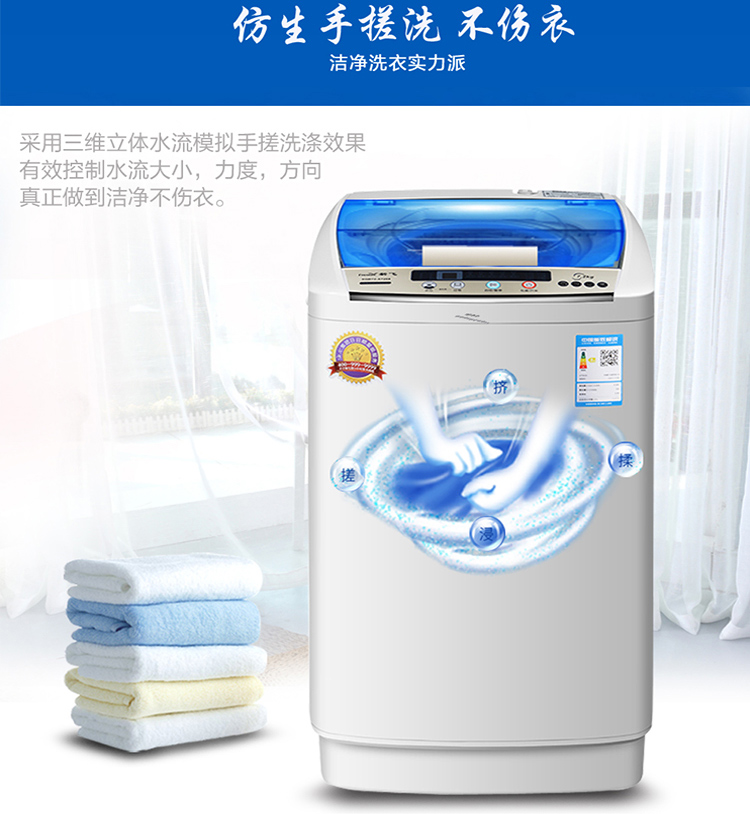 仿生手搓洗 不伤衣
洁净洗衣实力派
采用三维立体水流模拟手搓洗涤效果
有效控制水流大小，力度，方向
真正做到洁净不伤衣。
挤
搓
揉
浸